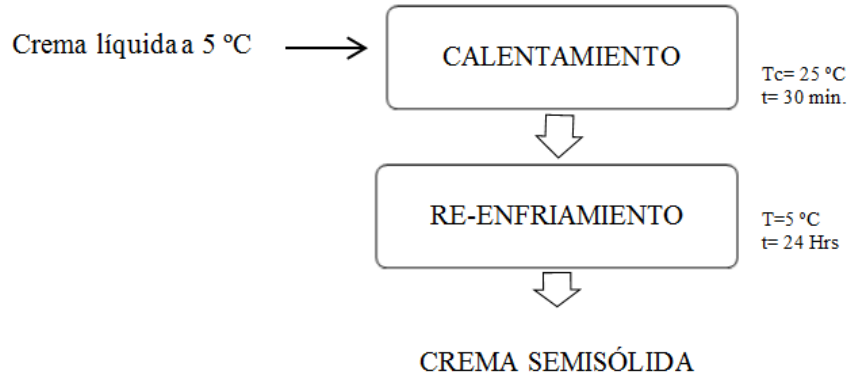 Crema líquida a 5 ºC
CALENTAMIENTO
Tc= 25 ºC
t= 30 min.
RE-ENFRIAMIENTO
T=5 ºC
t= 24 Hrs
CREMA SEMISÓLIDA